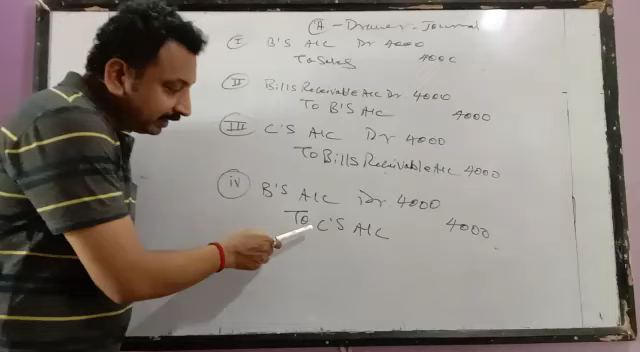 (A) - Drawer - Journal
(I) B'S A/C Dr 4000
To Sales 4000
(II) Bills Receivable A/C Dr 4000
To B'S A/C 4000
(III) C'S A/C Dr 4000
To Bills Receivable A/C 4000
(iv) B'S A/C Dr 4000
To C'S A/C 4000